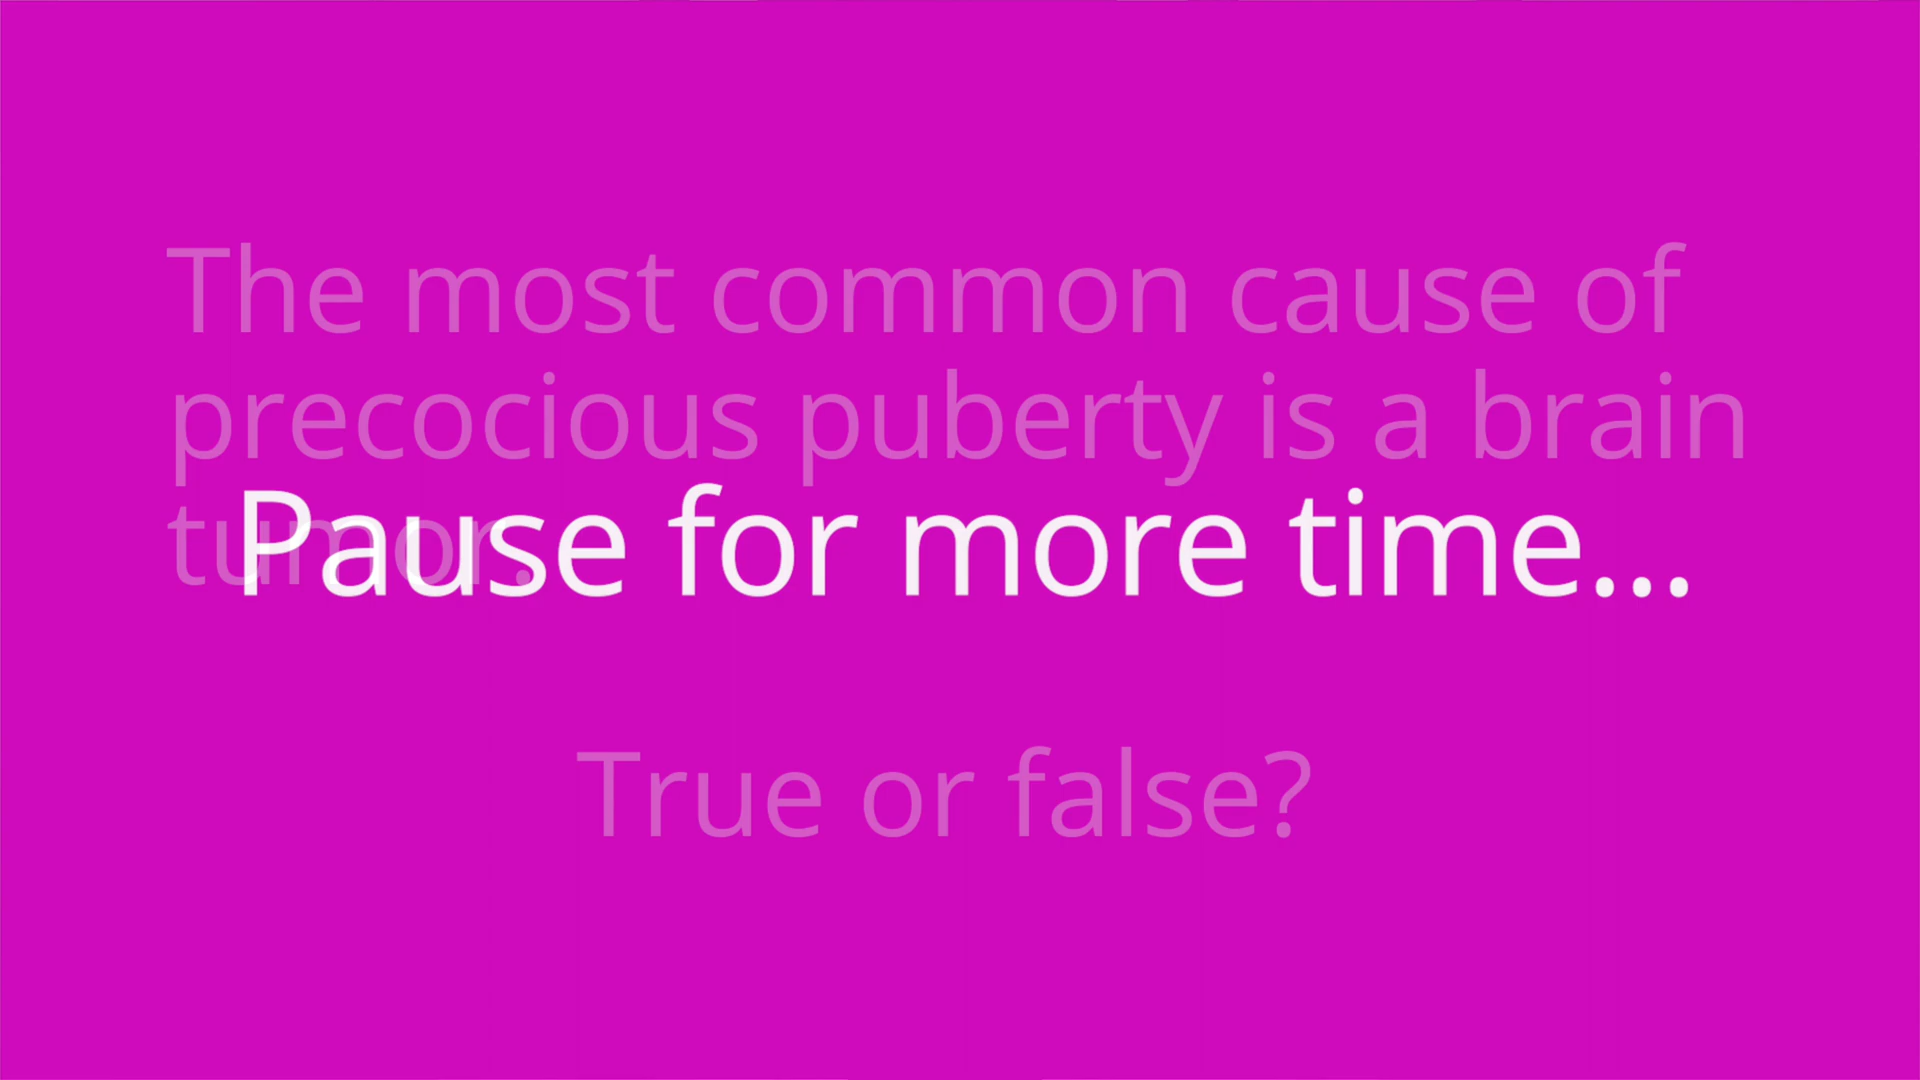 The most common cause of
precocious puberty is a brain
tumor.
Pause for more time...
True or false?